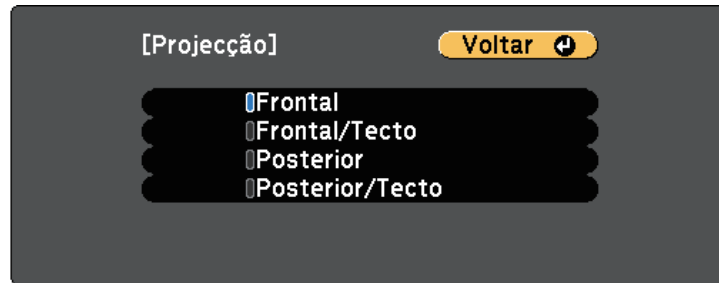 [Projecção] Voltar
Frontal
Frontal/Tecto
Posterior
Posterior/Tecto